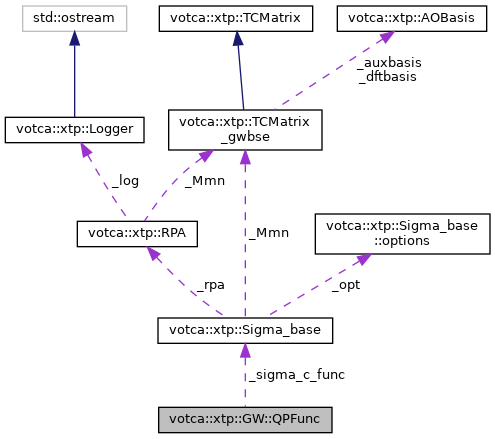 std::ostream
votca::xtp::TCMatrix
votca::xtp::AOBasis
_auxbasis
_dftbasis
votca::xtp::Logger
votca::xtp::TCMatrix
_gwbse
_log
_Mmn
votca::xtp::RPA
_Mmn
votca::xtp::Sigma_base
::options
_rpa
_opt
votca::xtp::Sigma_base
_sigma_c_func
votca::xtp::GW::QPFunc